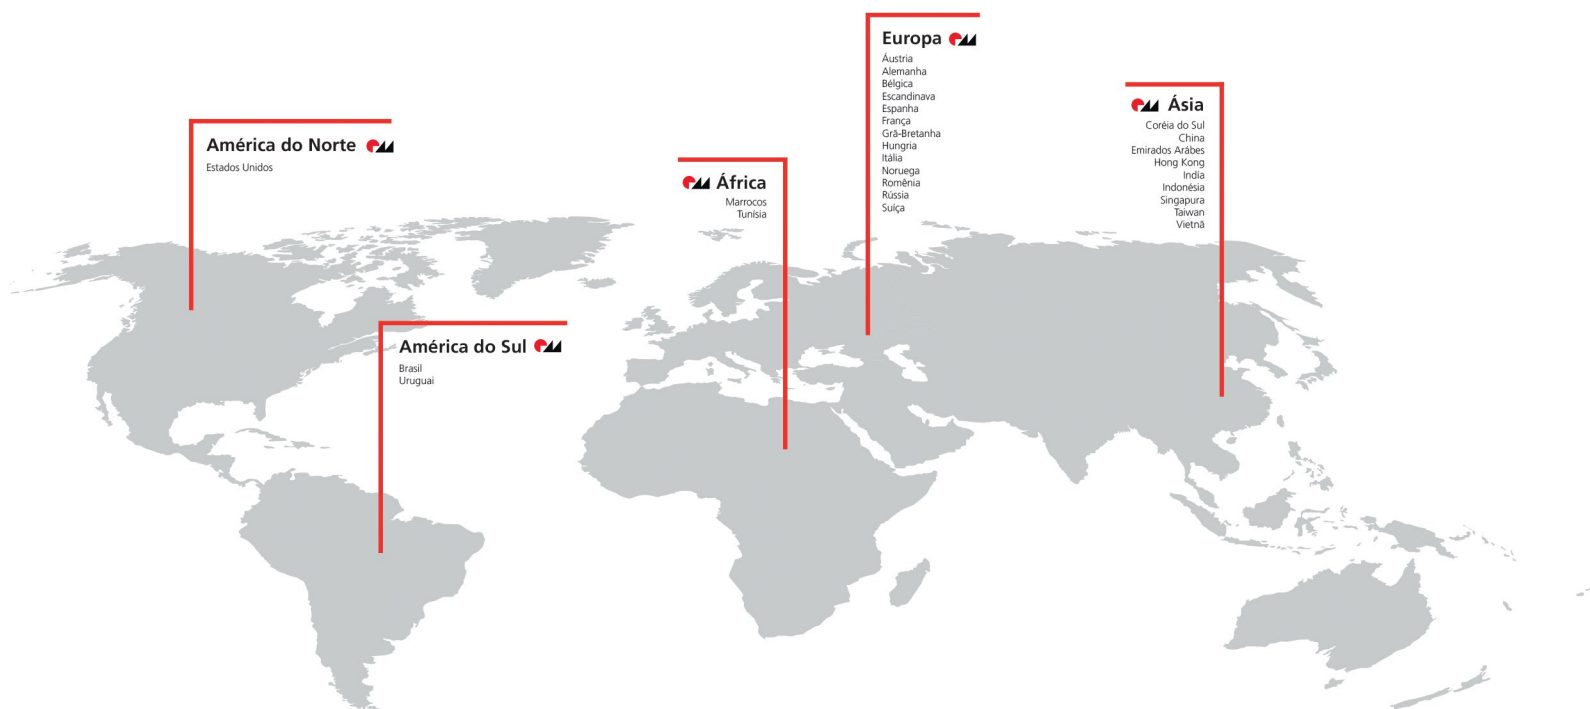 América do Norte
Estados Unidos
América do Sul
Brasil
Uruguai
África
Marrocos
Tunísia
Europa
Áustria
Alemanha
Bélgica
Escandinava
Espanha
França
Grã-Bretanha
Hungria
Itália
Noruega
Romênia
Rússia
Suíça
Ásia
Coréia do Sul
China
Emirados Arábes
Hong Kong
Indía
Indonésia
Singapura
Taiwan
Vietnã